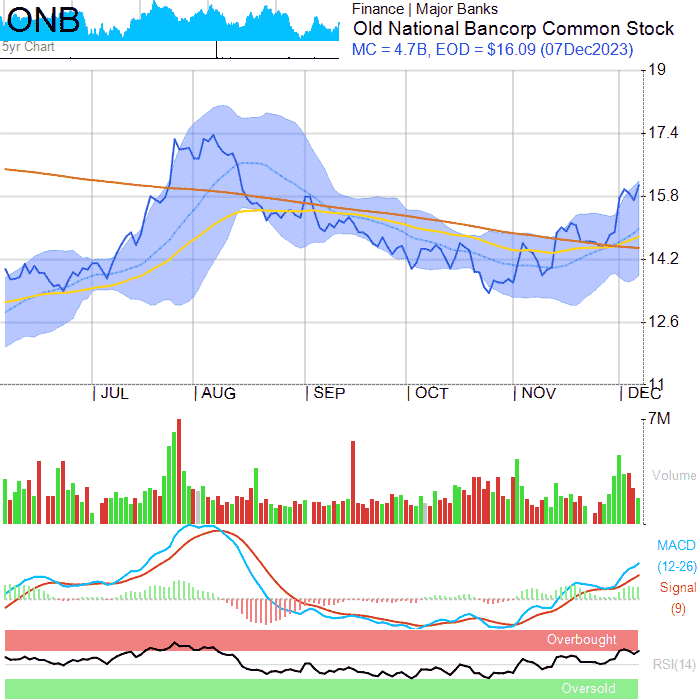 ONB
5yr Chart
Finance | Major Banks
Old National Bancorp Common Stock
MC = 4.7B, EOD = $16.09 (07Dec2023)
19
17.4
15.8
14.2
12.6
11
JUL AUG SEP OCT NOV DEC
7M
Volume
MACD
(12-26)
Signal
(9)
Overbought
RSI(14)
Oversold